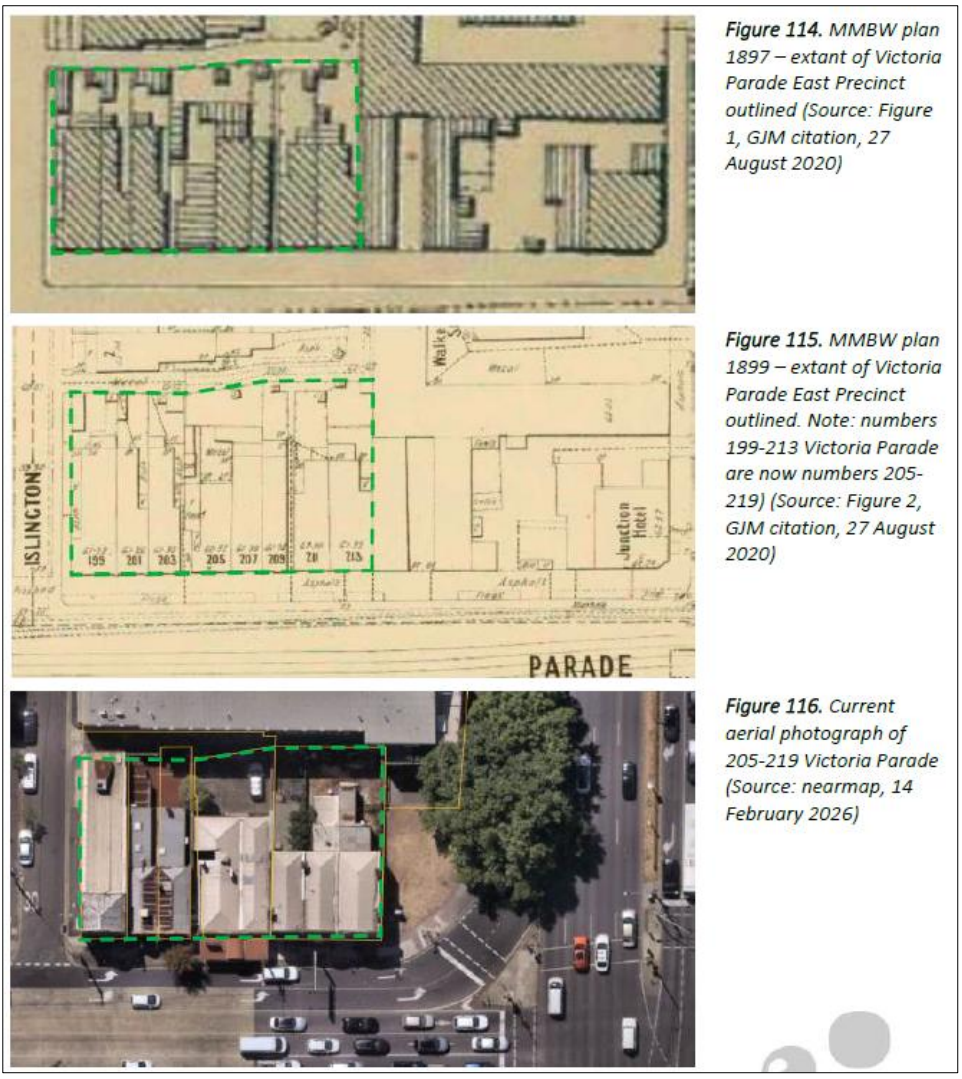 Figure 114. MMBW plan
1897 – extant of Victoria
Parade East Precinct
outlined (Source: Figure
1, GJM citation, 27
August 2020)
Walke
ISLINGTON
199 201 203 205 207 209 211 213
Junction
Hotel
Asphalt
Asphalt
PARADE
Figure 115. MMBW plan
1899 – extant of Victoria
Parade East Precinct
outlined. Note: numbers
199-213 Victoria Parade
are now numbers 205-
219) (Source: Figure 2,
GJM citation, 27 August
2020)
Figure 116. Current
aerial photograph of
205-219 Victoria Parade
(Source: nearmap, 14
February 2026)